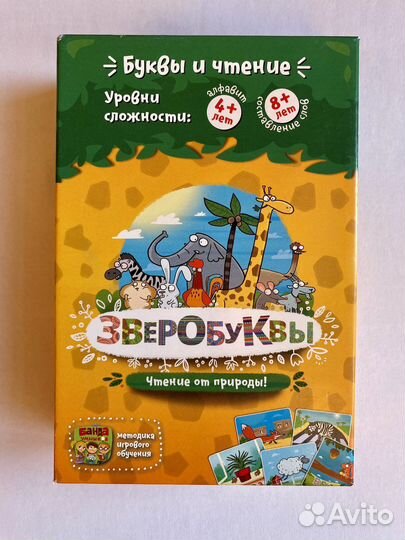 Буквы и чтение
Уровни
сложности:
алфавит
4+
лет
8+
лет
составление слов
ЗВЕРОБУКВЫ
Чтение от природы!
БАНДА
УМНИКОВ
методика
игрового
обучения
Avito